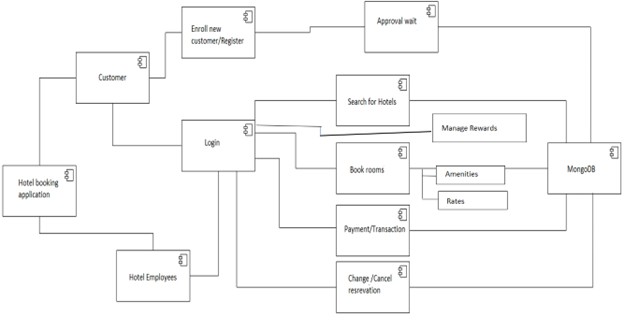 Enroll new
customer/Register
Approval wait
Customer
Search for Hotels
Manage Rewards
Login
Book rooms
Amenities
MongoDB
Hotel booking
application
Rates
Payment/Transaction
Hotel Employees
Change /Cancel
resrevation